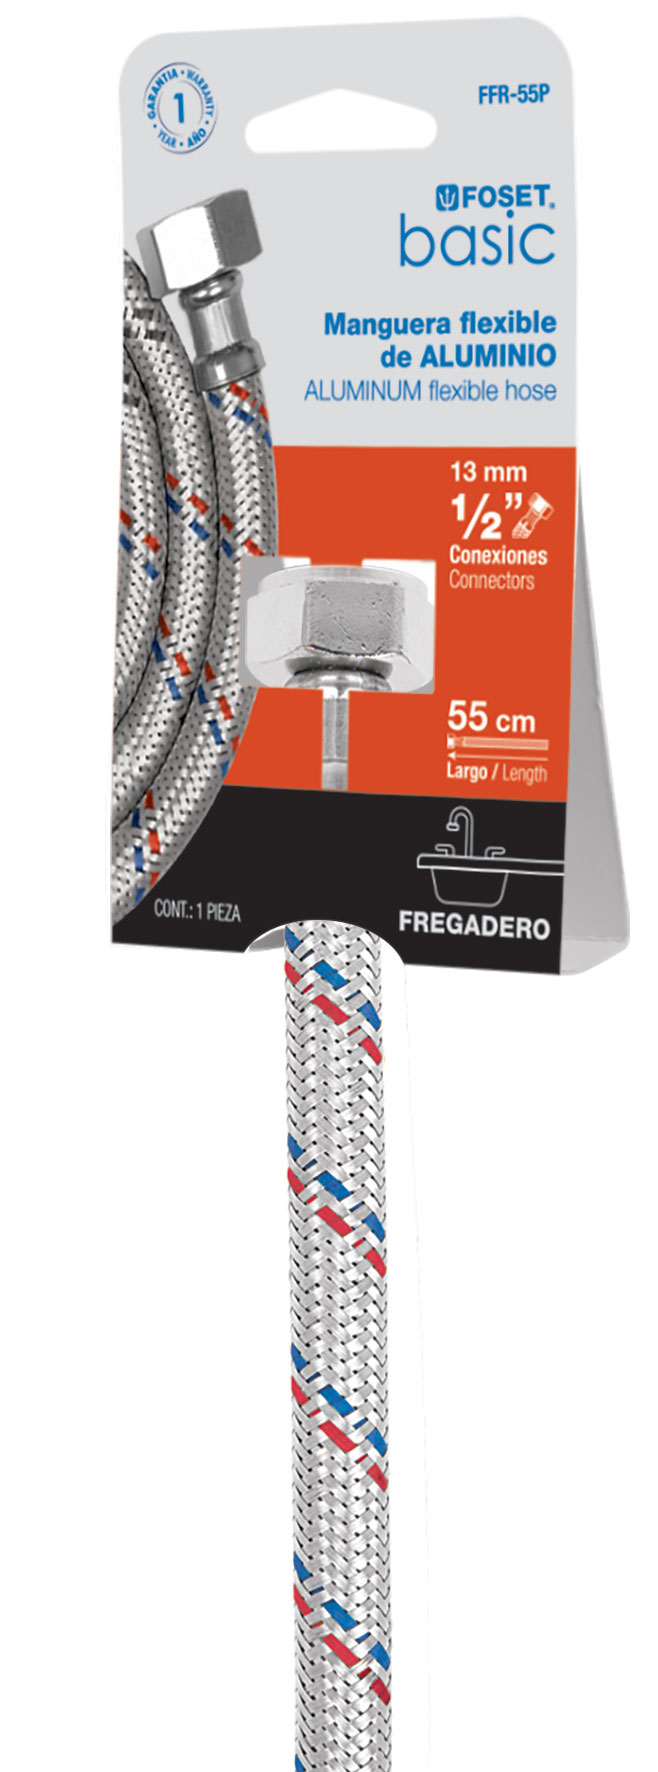 GARANTIA • WARRANTY
1
YEAR • AÑO
FFR-55P
FOSET®
basic
Manguera flexible
de ALUMINIO
ALUMINUM flexible hose
13 mm
1/2”
Conexiones
Connectors
55 cm
Largo / Length
CONT.: 1 PIEZA
FREGADERO